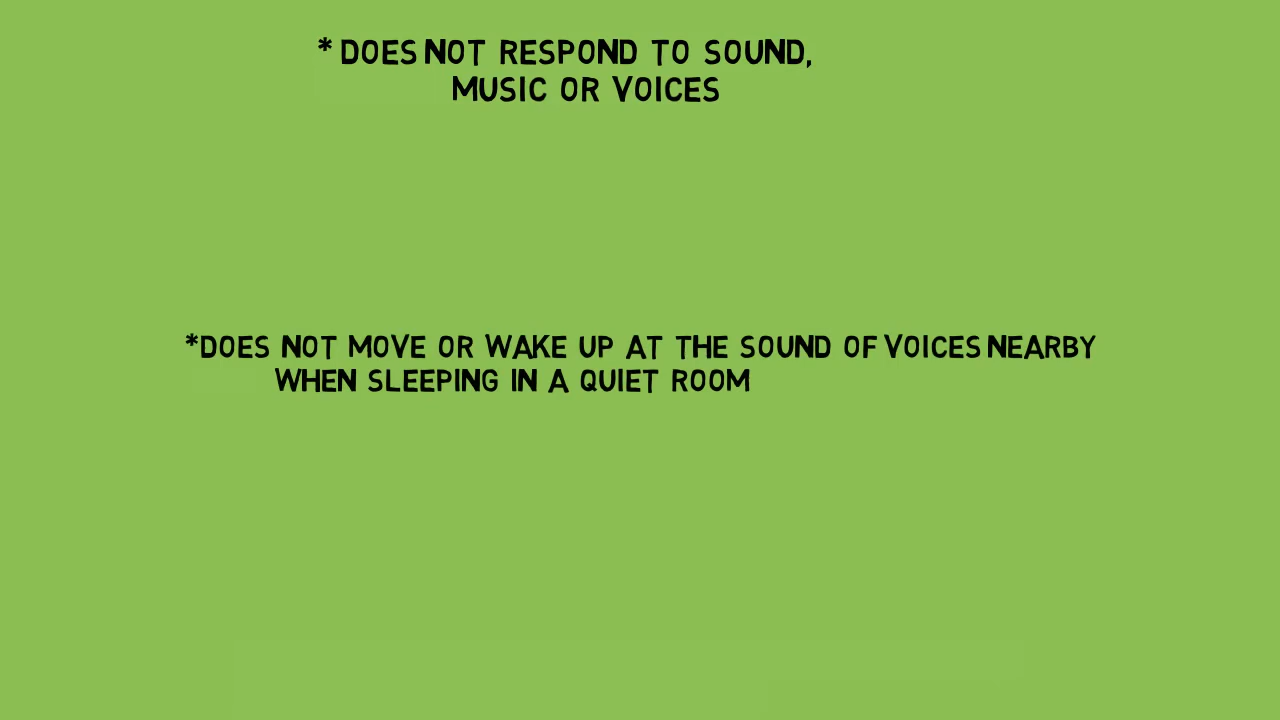 * DOES NOT RESPOND TO SOUND,
MUSIC OR VOICES
*DOES NOT MOVE OR WAKE UP AT THE SOUND OF VOICES NEARBY
WHEN SLEEPING IN A QUIET ROOM